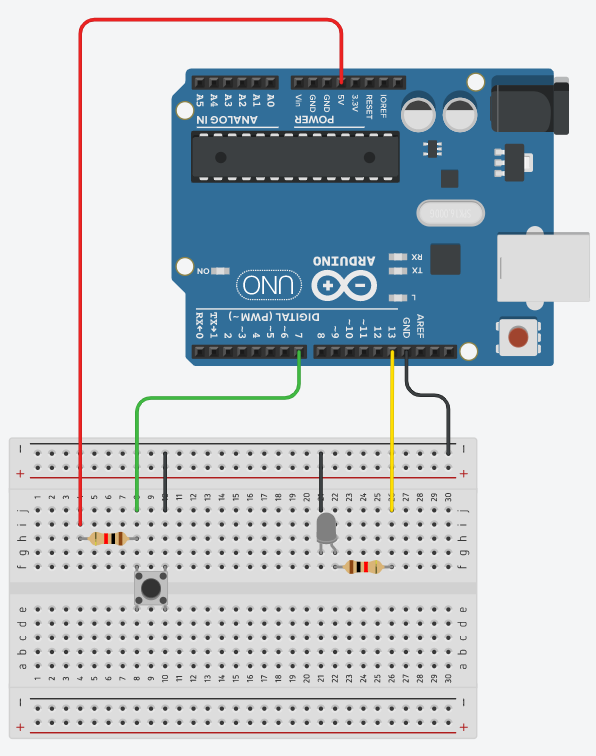 A5 A4 A3 A2 A1 A0 Vin GND GND 5V 3.3V RESET IOREF
ANALOG IN POWER
ON UNO ARDUINO RX
TX
L
DIGITAL (PWM~)
RX←0 TX→1 2 ~3 4 ~5 ~6 7 8 ~9 ~10 ~11 12 13 GND AREF
− −
+ +
1 2 3 4 5 6 7 8 9 10 11 12 13 14 15 16 17 18 19 20 21 22 23 24 25 26 27 28 29 30
j j
i i
h h
g g
f f
e e
d d
c c
b b
a a
1 2 3 4 5 6 7 8 9 10 11 12 13 14 15 16 17 18 19 20 21 22 23 24 25 26 27 28 29 30
− −
+ +